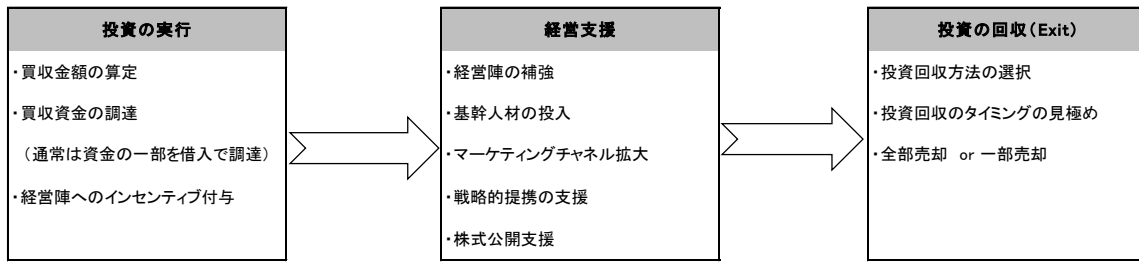 投資の実行
・買収金額の算定
・買収資金の調達
（通常は資金の一部を借入で調達）
・経営陣へのインセンティブ付与
経営支援
・経営陣の補強
・基幹人材の投入
・マーケティングチャネル拡大
・戦略的提携の支援
・株式公開支援
投資の回収（Exit）
・投資回収方法の選択
・投資回収のタイミングの見極め
・全部売却 or 一部売却